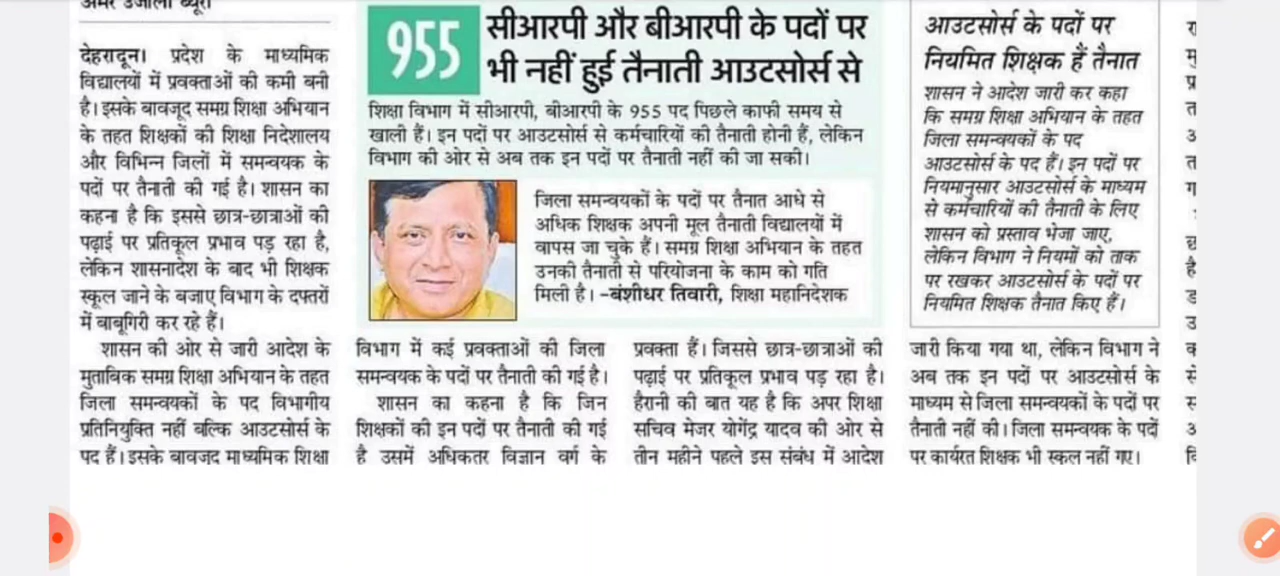 अमर उजाला ब्यूरो
देहरादून। प्रदेश के माध्यमिक
विद्यालयों में प्रवक्ताओं की कमी बनी
है। इसके बावजूद समग्र शिक्षा अभियान
के तहत शिक्षकों की शिक्षा निदेशालय
और विभिन्न जिलों में समन्वयक के
पदों पर तैनाती की गई है। शासन का
कहना है कि इससे छात्र-छात्राओं की
पढ़ाई पर प्रतिकूल प्रभाव पड़ रहा है,
लेकिन शासनादेश के बाद भी शिक्षक
स्कूल जाने के बजाए विभाग के दफ्तरों
में बाबूगिरी कर रहे हैं।
शासन की ओर से जारी आदेश के
मुताबिक समग्र शिक्षा अभियान के तहत
जिला समन्वयकों के पद विभागीय
प्रतिनियुक्ति नहीं बल्कि आउटसोर्स के
पद हैं। इसके बावजूद माध्यमिक शिक्षा
955
सीआरपी और बीआरपी के पदों पर
भी नहीं हुई तैनाती आउटसोर्स से
शिक्षा विभाग में सीआरपी, बीआरपी के 955 पद पिछले काफी समय से
खाली हैं। इन पदों पर आउटसोर्स से कर्मचारियों की तैनाती होनी हैं, लेकिन
विभाग की ओर से अब तक इन पदों पर तैनाती नहीं की जा सकी।
जिला समन्वयकों के पदों पर तैनात आधे से
अधिक शिक्षक अपनी मूल तैनाती विद्यालयों में
वापस जा चुके हैं। समग्र शिक्षा अभियान के तहत
उनकी तैनाती से परियोजना के काम को गति
मिली है। -बंशीधर तिवारी, शिक्षा महानिदेशक
विभाग में कई प्रवक्ताओं की जिला
समन्वयक के पदों पर तैनाती की गई है।
शासन का कहना है कि जिन
शिक्षकों की इन पदों पर तैनाती की गई
है उसमें अधिकतर विज्ञान वर्ग के
प्रवक्ता हैं। जिससे छात्र-छात्राओं की
पढ़ाई पर प्रतिकूल प्रभाव पड़ रहा है।
हैरानी की बात यह है कि अपर शिक्षा
सचिव मेजर योगेंद्र यादव की ओर से
तीन महीने पहले इस संबंध में आदेश
आउटसोर्स के पदों पर
नियमित शिक्षक हैं तैनात
शासन ने आदेश जारी कर कहा
कि समग्र शिक्षा अभियान के तहत
जिला समन्वयकों के पद
आउटसोर्स के पद हैं। इन पदों पर
नियमानुसार आउटसोर्स के माध्यम
से कर्मचारियों की तैनाती के लिए
शासन को प्रस्ताव भेजा जाए,
लेकिन विभाग ने नियमों को ताक
पर रखकर आउटसोर्स के पदों पर
नियमित शिक्षक तैनात किए हैं।
जारी किया गया था, लेकिन विभाग ने
अब तक इन पदों पर आउटसोर्स के
माध्यम से जिला समन्वयकों के पदों पर
तैनाती नहीं की। जिला समन्वयक के पदों
पर कार्यरत शिक्षक भी स्कूल नहीं गए।